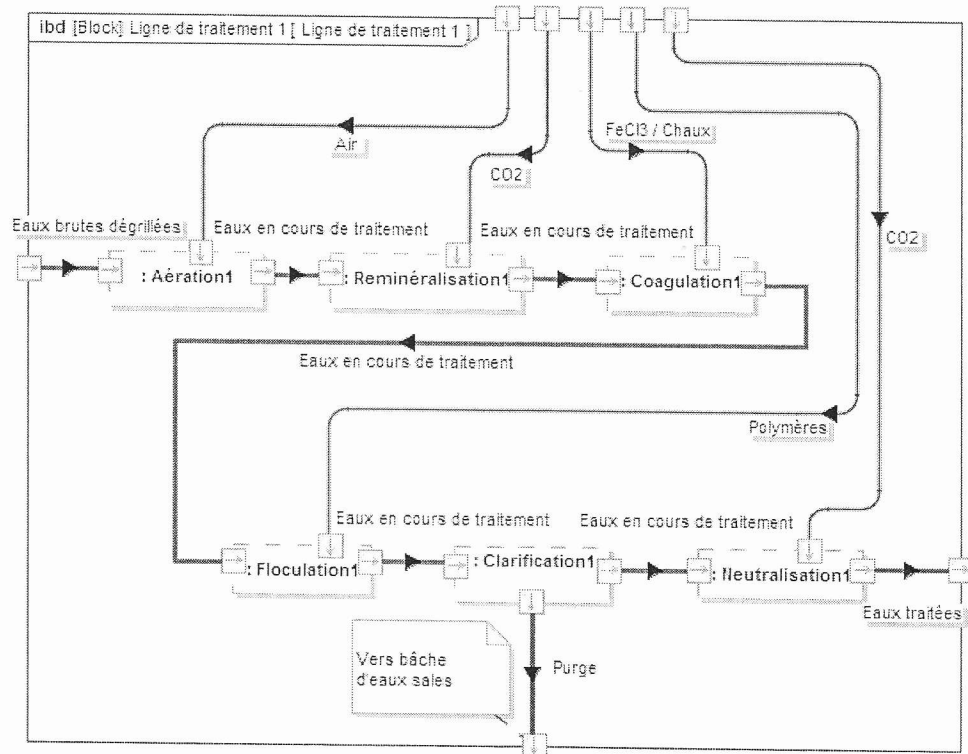 ibd [Block] Ligne de traitement 1 [ Ligne de traitement 1 ]
Air
FeCl3 / Chaux
CO2
Eaux brutes dégrillées
Eaux en cours de traitement
Eaux en cours de traitement
CO2
: Aération1
: Reminéralisation1
: Coagulation1
Eaux en cours de traitement
Polymères
Eaux en cours de traitement
Eaux en cours de traitement
: Floculation1
: Clarification1
: Neutralisation1
Eaux traitées
Vers bâche
d'eaux sales
Purge